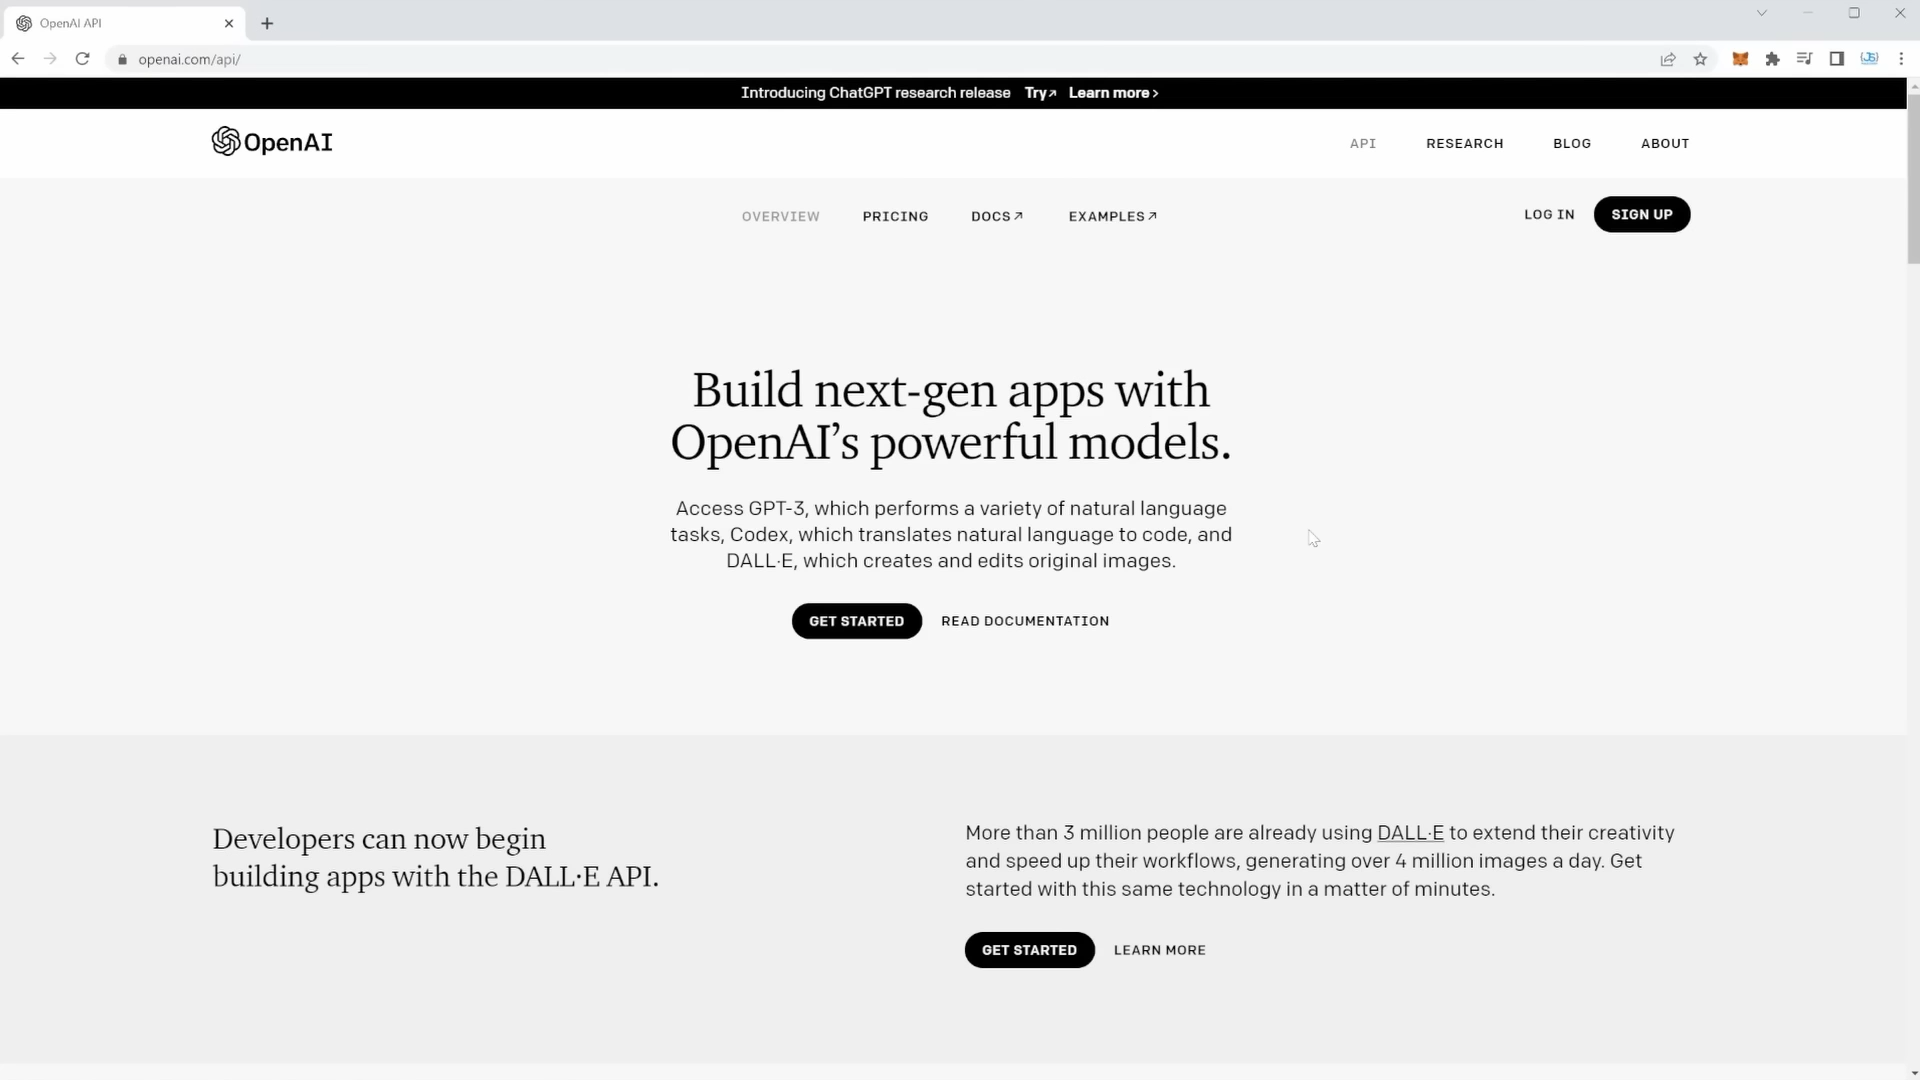 OpenAI API
openai.com/api/
Introducing ChatGPT research release Try↗ Learn more ›
OpenAI
API RESEARCH BLOG ABOUT
OVERVIEW PRICING DOCS↗ EXAMPLES↗ LOG IN SIGN UP
Build next-gen apps with
OpenAI’s powerful models.
Access GPT-3, which performs a variety of natural language
tasks, Codex, which translates natural language to code, and
DALL·E, which creates and edits original images.
GET STARTED READ DOCUMENTATION
Developers can now begin
building apps with the DALL·E API.
More than 3 million people are already using DALL·E to extend their creativity
and speed up their workflows, generating over 4 million images a day. Get
started with this same technology in a matter of minutes.
GET STARTED LEARN MORE